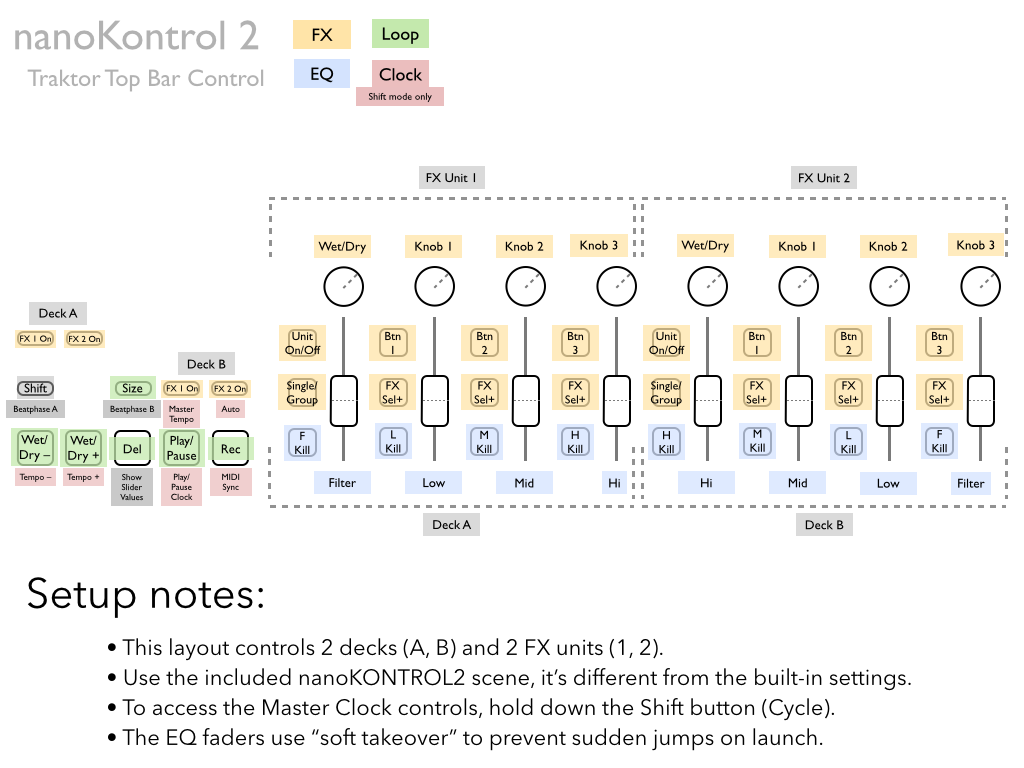 nanoKontrol 2
Traktor Top Bar Control
FX
Loop
EQ
Clock
Shift mode only
FX Unit 1
FX Unit 2
Wet/Dry
Knob 1
Knob 2
Knob 3
Wet/Dry
Knob 1
Knob 2
Knob 3
Deck A
FX 1 On
FX 2 On
Deck B
Shift
Size
FX 1 On
FX 2 On
Beatphase A
Beatphase B
Master
Tempo
Auto
Wet/
Dry –
Wet/
Dry +
Del
Play/
Pause
Rec
Tempo –
Tempo +
Show
Slider
Values
Play/
Pause
Clock
MIDI
Sync
Unit
On/Off
Btn
1
Btn
2
Btn
3
Unit
On/Off
Btn
1
Btn
2
Btn
3
Single/
Group
FX
Sel+
FX
Sel+
FX
Sel+
Single/
Group
FX
Sel+
FX
Sel+
FX
Sel+
F
Kill
L
Kill
M
Kill
H
Kill
H
Kill
M
Kill
L
Kill
F
Kill
Filter
Low
Mid
Hi
Hi
Mid
Low
Filter
Deck A
Deck B
Setup notes:
• This layout controls 2 decks (A, B) and 2 FX units (1, 2).
• Use the included nanoKONTROL2 scene, it’s different from the built-in settings.
• To access the Master Clock controls, hold down the Shift button (Cycle).
• The EQ faders use “soft takeover” to prevent sudden jumps on launch.